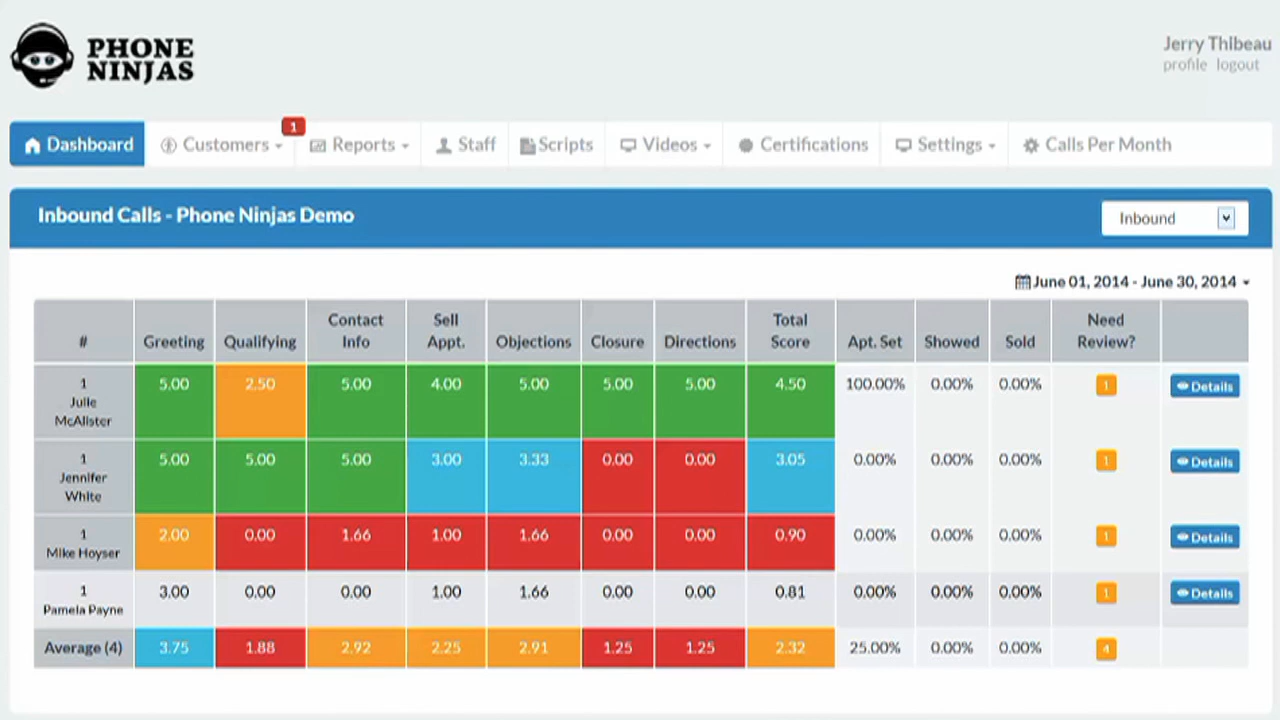 PHONE
NINJAS
Jerry Thibeau
profile logout
Dashboard Customers 1 Reports Staff Scripts Videos Certifications Settings Calls Per Month
Inbound Calls - Phone Ninjas Demo
Inbound
June 01, 2014 - June 30, 2014
# Greeting Qualifying Contact Info Sell Appt. Objections Closure Directions Total Score Apt. Set Showed Sold Need Review?
1 Julie McAlister 5.00 2.50 5.00 4.00 5.00 5.00 5.00 4.50 100.00% 0.00% 0.00% 1 Details
1 Jennifer White 5.00 5.00 5.00 3.00 3.33 0.00 0.00 3.05 0.00% 0.00% 0.00% 1 Details
1 Mike Hoyser 2.00 0.00 1.66 1.00 1.66 0.00 0.00 0.90 0.00% 0.00% 0.00% 1 Details
1 Pamela Payne 3.00 0.00 0.00 1.00 1.66 0.00 0.00 0.81 0.00% 0.00% 0.00% 1 Details
Average (4) 3.75 1.88 2.92 2.25 2.91 1.25 1.25 2.32 25.00% 0.00% 0.00% 4